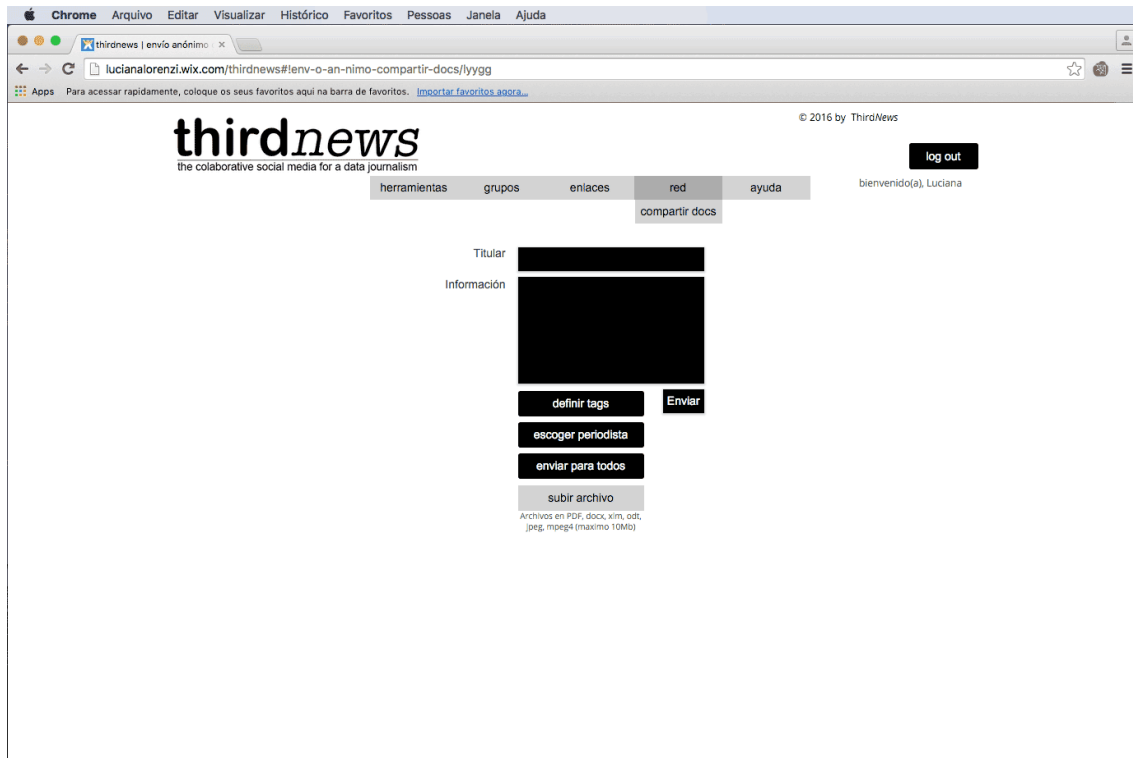 Chrome Arquivo Editar Visualizar Histórico Favoritos Pessoas Janela Ajuda
thirdnews | envío anónimo
lucianalorenzi.wix.com/thirdnews#!env-o-an-nimo-compartir-docs/lyygg
Apps Para acessar rapidamente, coloque os seus favoritos aqui na barra de favoritos. Importar favoritos agora...
© 2016 by ThirdNews
thirdnews
the colaborative social media for a data journalism
log out
bienvenido(a), Luciana
herramientas grupos enlaces red ayuda
compartir docs
Titular
Información
definir tags Enviar
escoger periodista
enviar para todos
subir archivo
Archivos en PDF, docx, xlm, odt,
jpeg, mpeg4 (maximo 10Mb)